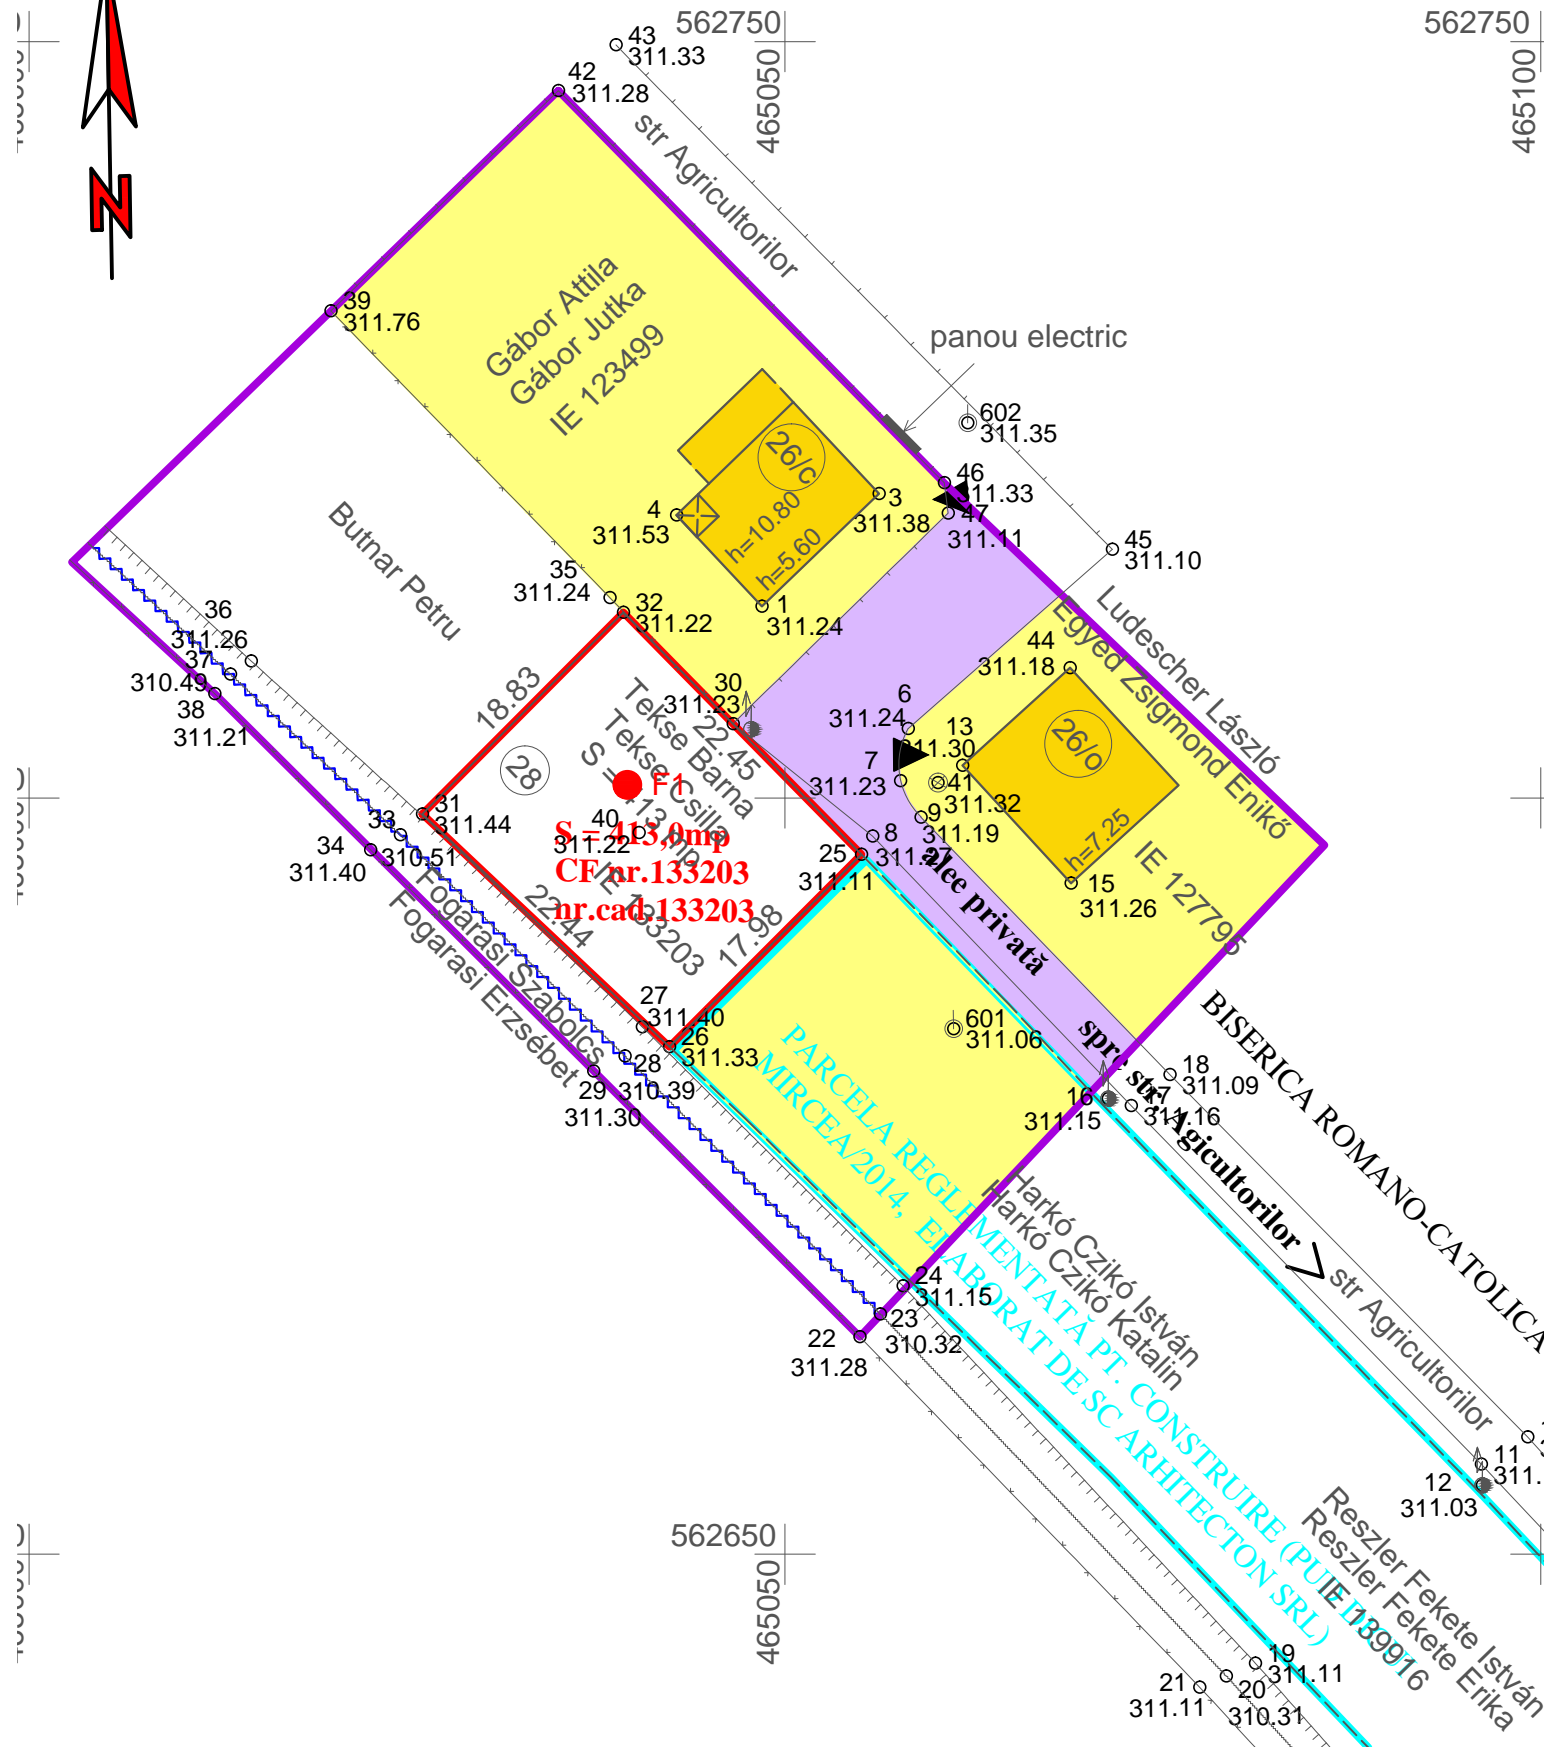 562750
562750
465050
465100
N
43
311.33
42
311.28
str Agricultorilor
39
311.76
Gábor Attila
Gábor Jutka
IE 123499
panou electric
602
311.35
26/c
h=10.80
h=5.60
46
311.33
47
311.11
3
311.38
4
311.53
45
311.10
Butnar Petru
35
311.24
32
311.22
1
311.24
36
311.26
37
310.49
38
311.21
Ludescher László
Egyed Zsigmond Enikő
44
311.18
18.83
30
311.23
22.45
6
311.24
13
311.30
26/o
7
311.23
41
311.32
h=7.25
Tekse Barna
Tekse Csilla
S = 413 mp
IE 133203
28
F1
40
311.22
S = 413,0mp
CF nr.133203
nr.cad.133203
31
311.44
33
310.51
34
311.40
9
311.19
8
25
311.11
15
311.26
IE 127795
alee privată
spre str. Agicultorilor
22.44
17.98
Fogarasi Szabolcs
Fogarasi Erzsébet
27
311.40
26
311.33
28
310.39
29
311.30
601
311.06
18
311.09
17
311.16
16
311.15
BISERICA ROMANO-CATOLICA
PARCELA REGLEMENTATĂ PT. CONSTRUIRE (PUD
MIRCEA/2014, ELABORAT DE SC ARHITECTON SRL)
Harkó Czikó István
Harkó Czikó Katalin
24
311.15
23
310.32
22
311.28
str Agricultorilor
11
311.
12
311.03
562650
465050
Reszler Fekete István
Reszler Fekete Erika
IE 139916
19
311.11
20
310.31
21
311.11